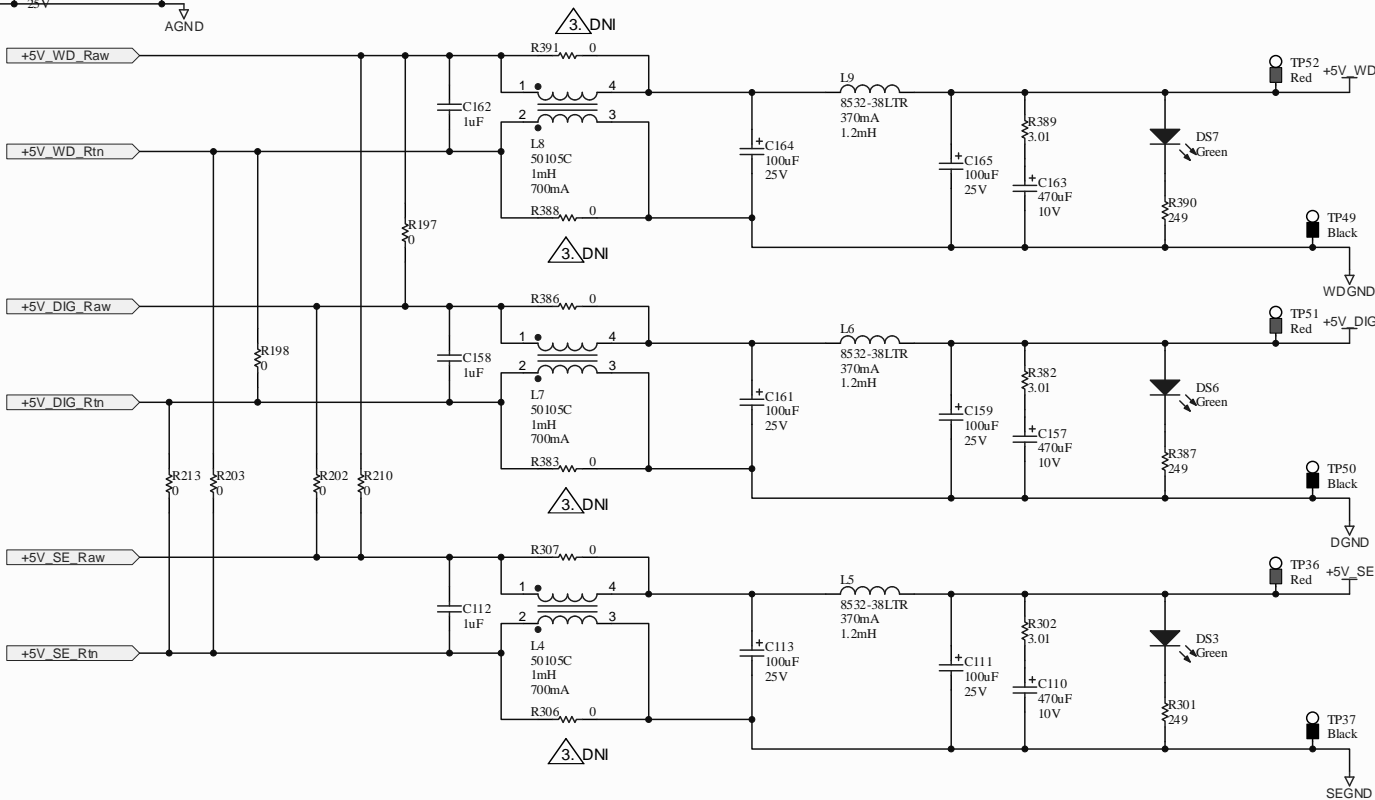 25V
AGND
3. DNI
+5V_WD_Raw
R391 0
TP52
Red
+5V_WD
1 4
C162
1uF
L9
8532-38LTR
370mA
1.2mH
2 3
R389
3.01
DS7
Green
+5V_WD_Rtn
L8
50105C
1mH
700mA
C164
100uF
25V
C165
100uF
25V
C163
470uF
10V
R390
249
R388 0
TP49
Black
R197
0
3. DNI
WDGND
+5V_DIG_Raw
R386 0
TP51
Red
+5V_DIG
1 4
R198
0
C158
1uF
L6
8532-38LTR
370mA
1.2mH
2 3
R382
3.01
DS6
Green
+5V_DIG_Rtn
L7
50105C
1mH
700mA
C161
100uF
25V
C159
100uF
25V
C157
470uF
10V
R387
249
R383 0
TP50
Black
R213
0
R203
0
R202
0
R210
0
3. DNI
DGND
+5V_SE_Raw
R307 0
TP36
Red
+5V_SE
1 4
C112
1uF
L5
8532-38LTR
370mA
1.2mH
2 3
R302
3.01
DS3
Green
+5V_SE_Rtn
L4
50105C
1mH
700mA
C113
100uF
25V
C111
100uF
25V
C110
470uF
10V
R301
249
R306 0
TP37
Black
3. DNI
SEGND